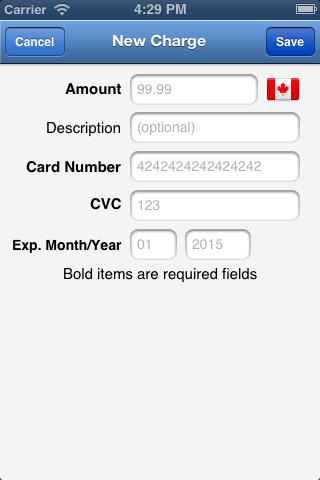 Carrier 4:29 PM
Cancel New Charge Save
Amount 99.99
Description (optional)
Card Number 4242424242424242
CVC 123
Exp. Month/Year 01 2015
Bold items are required fields